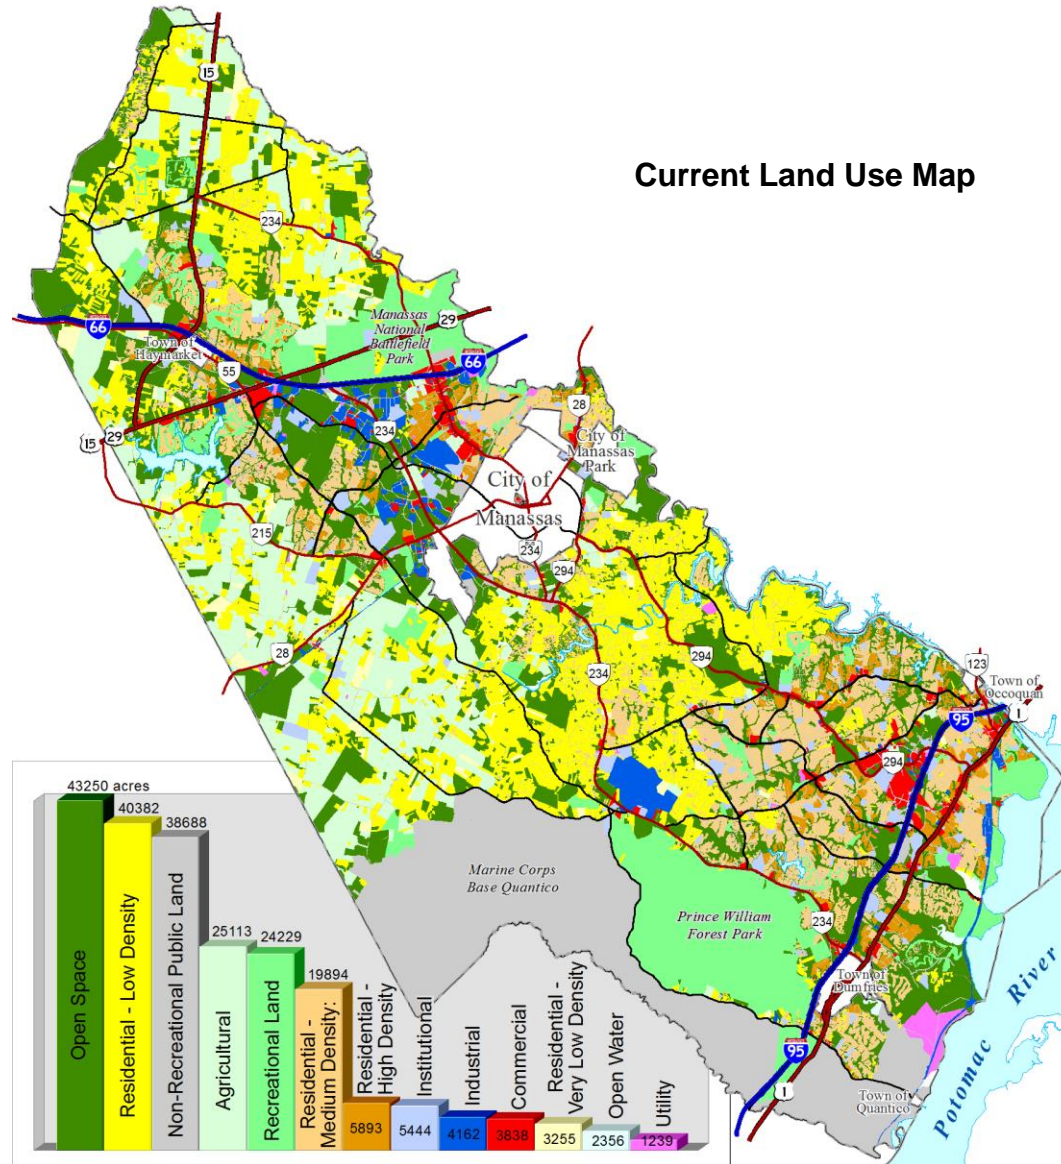 Current Land Use Map
15
234
Manassas
National
Battlefield
Park
29
66
Town of
Haymarket
55
66
28
City of
Manassas
Park
234
15
29
City of
Manassas
215
234
294
28
234
294
123
Town of
Occoquan
1
95
294
Marine Corps
Base Quantico
Prince William
Forest Park
234
Town of
Dumfries
95
1
Town of
Quantico
Potomac River
43250 acres
40382
38688
25113
24229
19894
5893
5444
4162
3838
3255
2356
1239
Open Space
Residential - Low Density
Non-Recreational Public Land
Agricultural
Recreational Land
Residential -
Medium Density:
Residential -
High Density
Institutional
Industrial
Commercial
Residential -
Very Low Density
Open Water
Utility